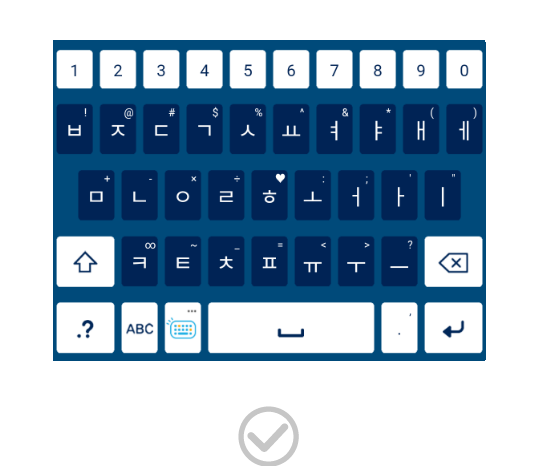 1 2 3 4 5 6 7 8 9 0
! @ # $ % ^ & * ( )
ㅂ ㅈ ㄷ ㄱ ㅅ ㅛ ㅕ ㅑ ㅐ ㅔ
+ - × ÷ ♥ : ; ' "
ㅁ ㄴ ㅇ ㄹ ㅎ ㅗ ㅓ ㅏ ㅣ
∞ ~ _ = < > ?
ㅋ ㅌ ㅊ ㅍ ㅠ ㅜ ㅡ
.? ABC ... . '